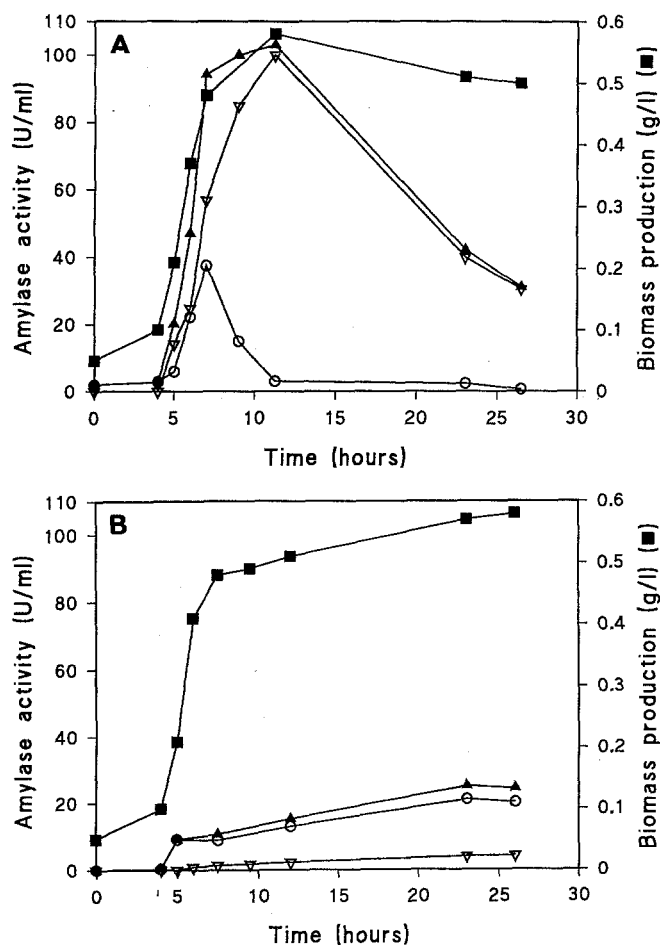 A
110
100
80
60
40
20
0
Amylase activity (U/ml)
0.6
0.5
0.4
0.3
0.2
0.1
0
Biomass production (g/l) (■)
0 5 10 15 20 25 30
Time (hours)
B
110
100
80
60
40
20
0
Amylase activity (U/ml)
0.6
0.5
0.4
0.3
0.2
0.1
0
Biomass production (g/l) (■)
0 5 10 15 20 25 30
Time (hours)